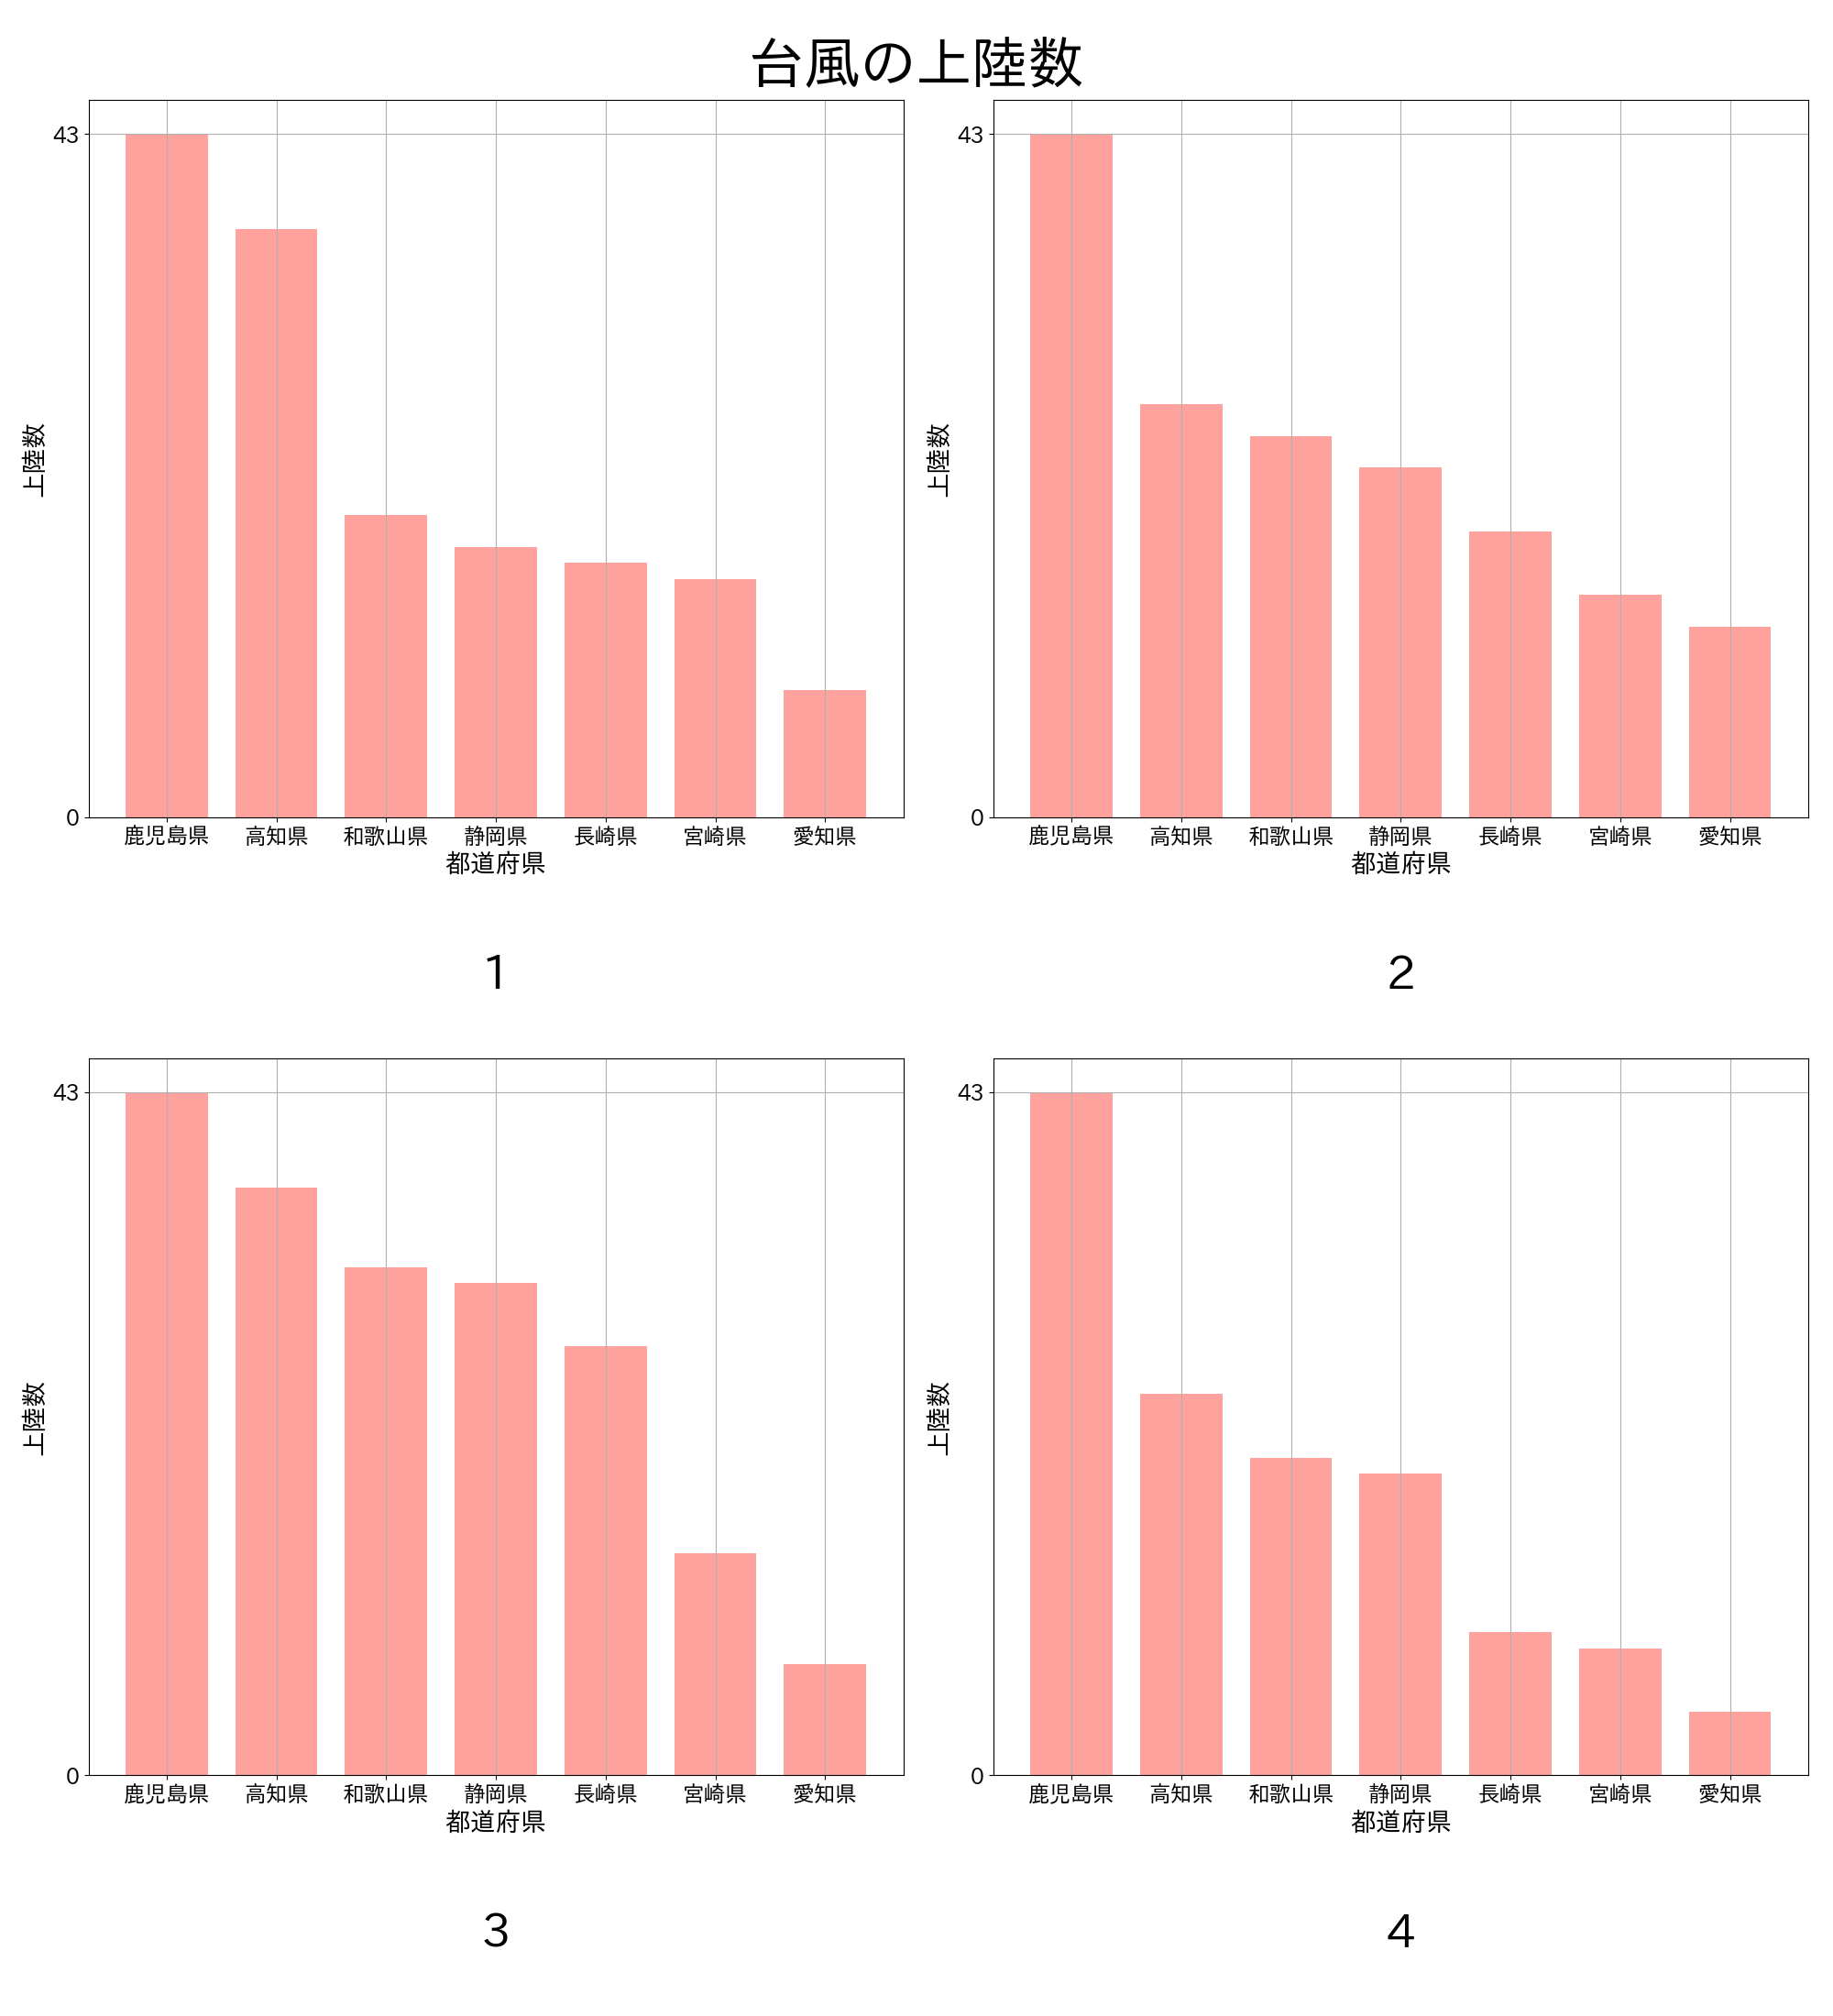 台風の上陸数
43
0
上陸数
鹿児島県 高知県 和歌山県 静岡県 長崎県 宮崎県 愛知県
都道府県
1
43
0
上陸数
鹿児島県 高知県 和歌山県 静岡県 長崎県 宮崎県 愛知県
都道府県
2
43
0
上陸数
鹿児島県 高知県 和歌山県 静岡県 長崎県 宮崎県 愛知県
都道府県
3
43
0
上陸数
鹿児島県 高知県 和歌山県 静岡県 長崎県 宮崎県 愛知県
都道府県
4